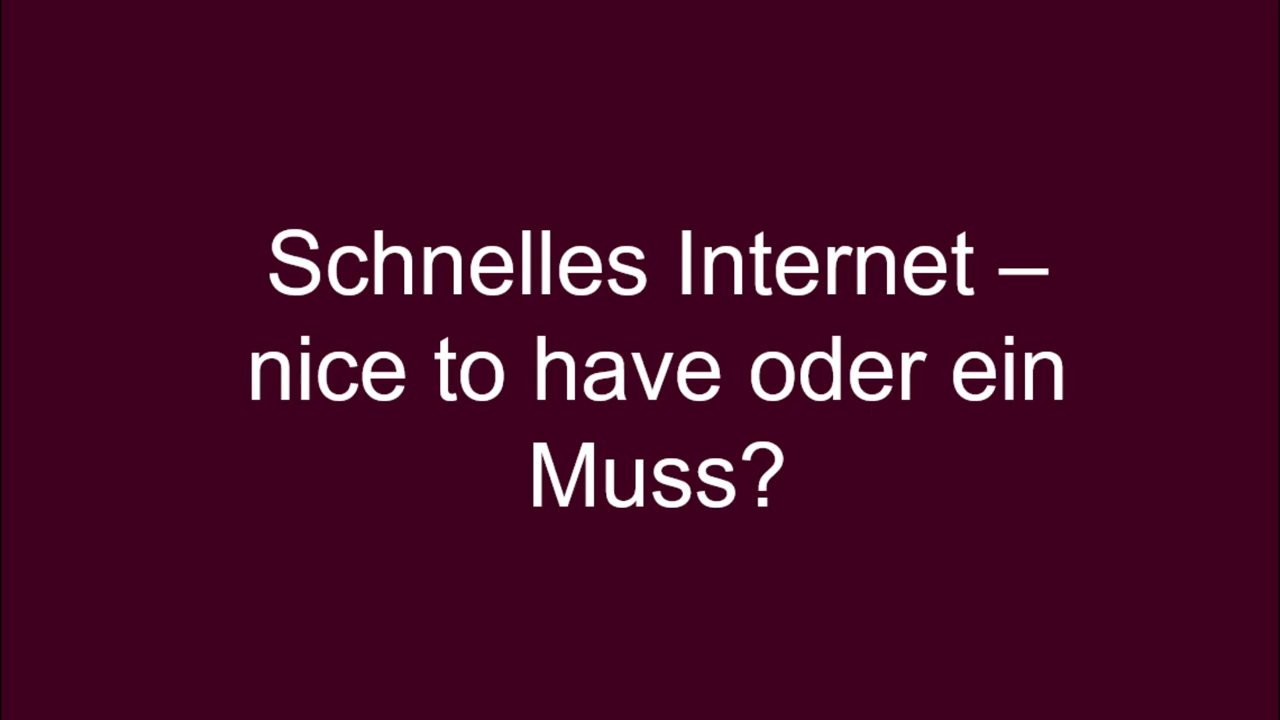 Schnelles Internet –
nice to have oder ein
Muss?